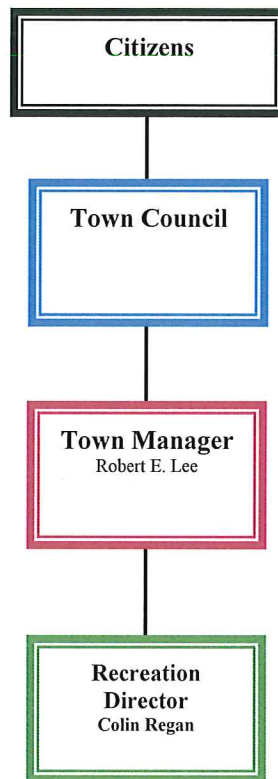 Citizens
Town Council
Town Manager
Robert E. Lee
Recreation
Director
Colin Regan